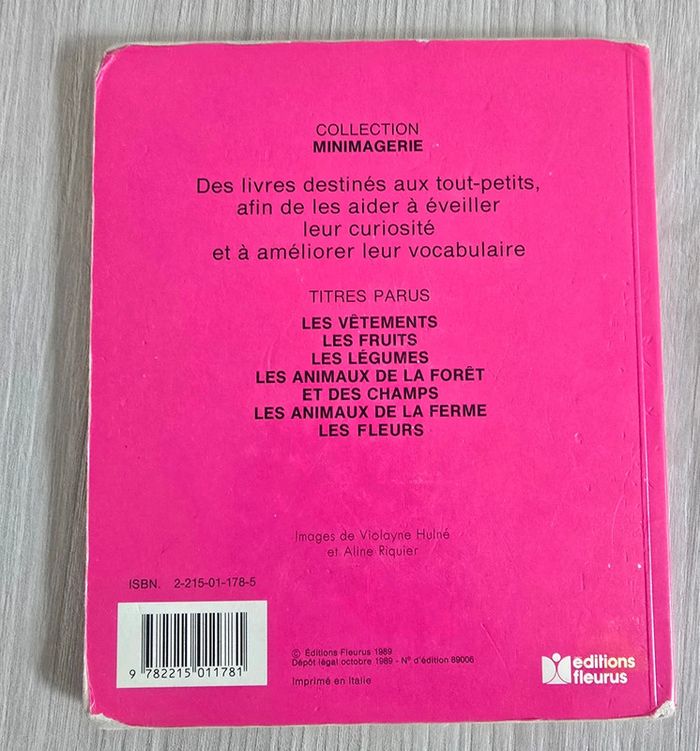 COLLECTION
MINIMAGERIE
Des livres destinés aux tout-petits,
afin de les aider à éveiller
leur curiosité
et à améliorer leur vocabulaire
TITRES PARUS
LES VÊTEMENTS
LES FRUITS
LES LÉGUMES
LES ANIMAUX DE LA FORÊT
ET DES CHAMPS
LES ANIMAUX DE LA FERME
LES FLEURS
Images de Violayne Hulné
et Aline Riquier
ISBN. 2-215-01-178-5
9 782215 011781
© Éditions Fleurus 1989
Dépôt légal octobre 1989 - N° d'édition 89006
Imprimé en Italie
éditions
fleurus